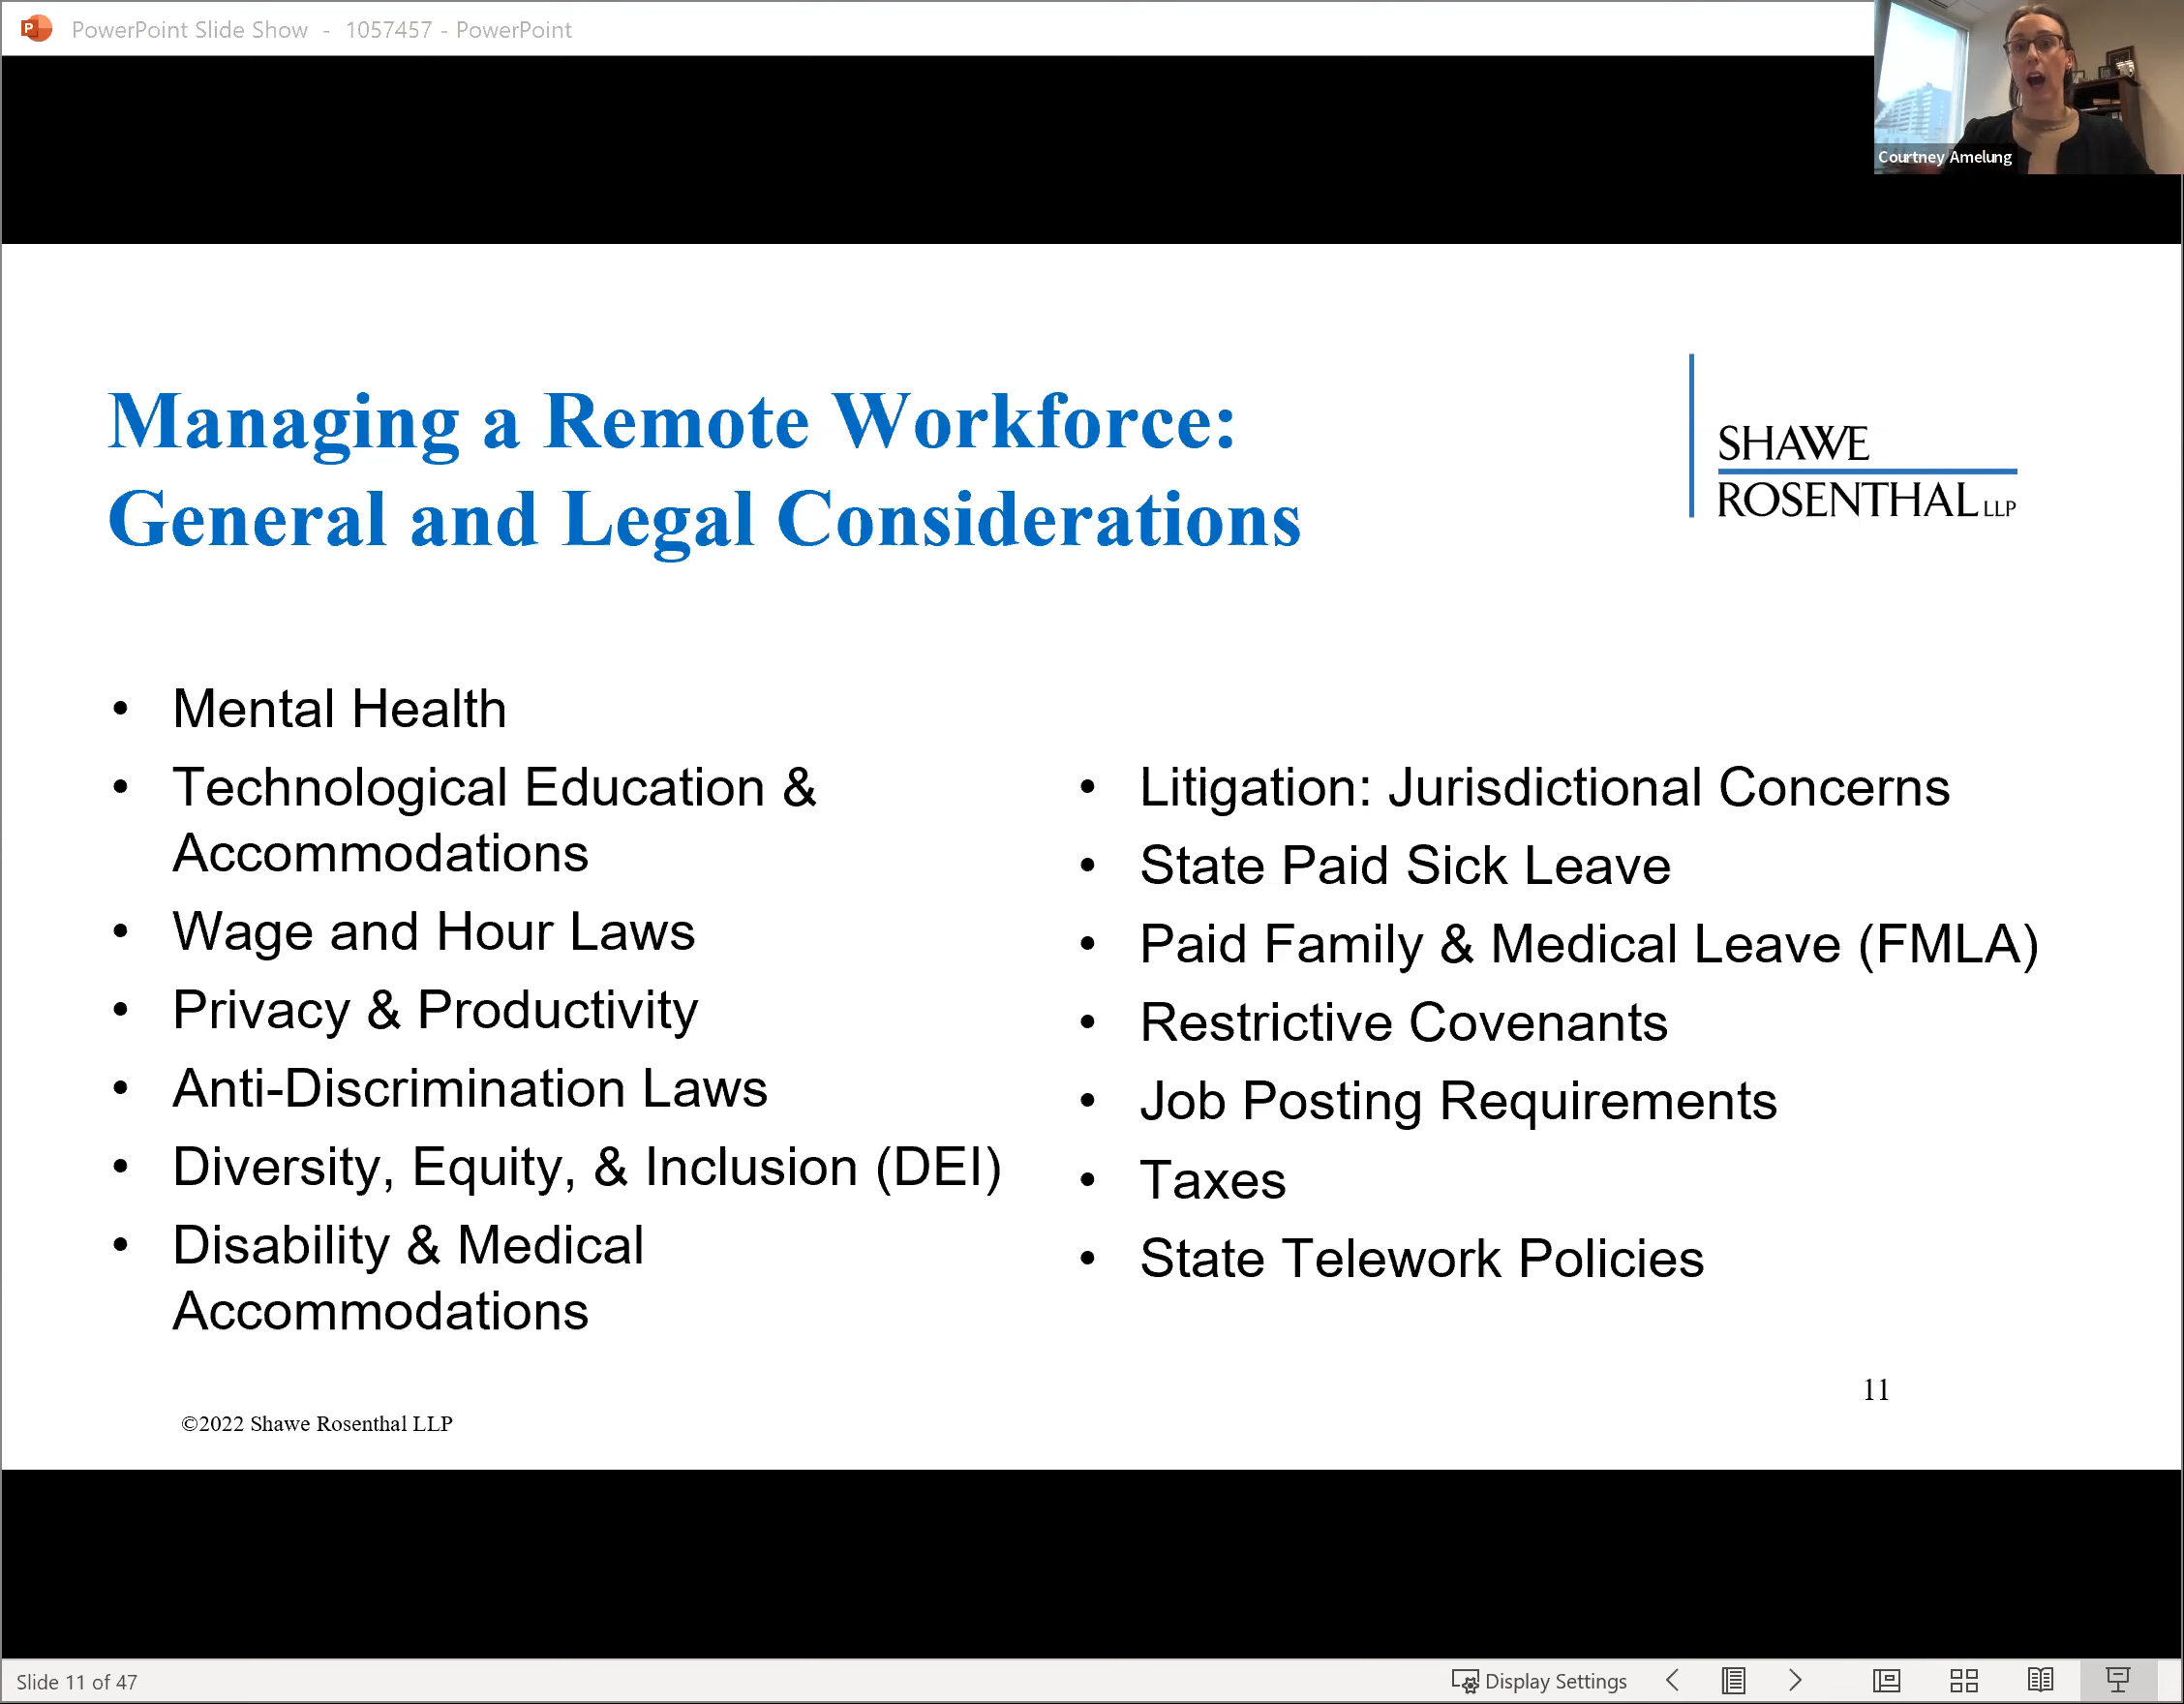 PowerPoint Slide Show - 1057457 - PowerPoint
Courtney Amelung
Managing a Remote Workforce:
General and Legal Considerations
SHAWE
ROSENTHAL LLP
• Mental Health
• Technological Education &
Accommodations
• Wage and Hour Laws
• Privacy & Productivity
• Anti-Discrimination Laws
• Diversity, Equity, & Inclusion (DEI)
• Disability & Medical
Accommodations
• Litigation: Jurisdictional Concerns
• State Paid Sick Leave
• Paid Family & Medical Leave (FMLA)
• Restrictive Covenants
• Job Posting Requirements
• Taxes
• State Telework Policies
11
©2022 Shawe Rosenthal LLP
Slide 11 of 47
Display Settings